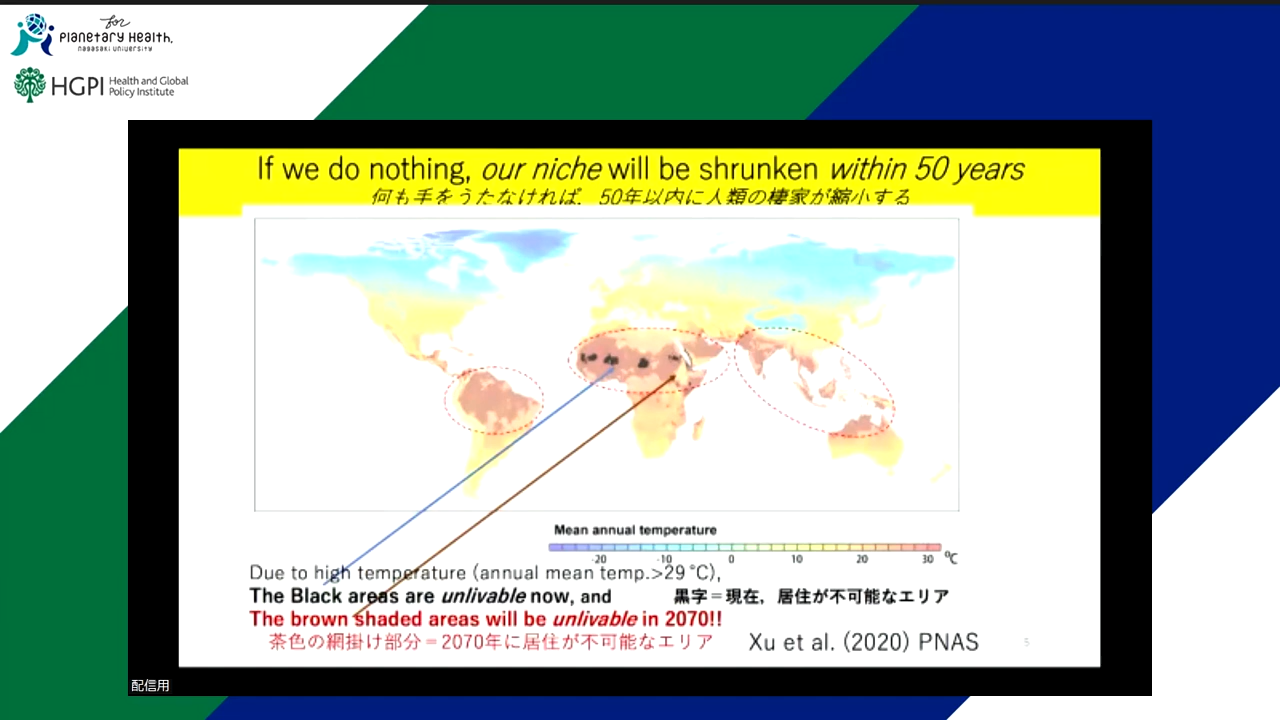 for
PLanetary HealtH,
nagasaki university
HGPI Health and Global
Policy Institute
If we do nothing, our niche will be shrunken within 50 years
何も手をうたなければ、50年以内に人類の棲家が縮小する
Mean annual temperature
-20 -10 0 10 20 30 °C
Due to high temperature (annual mean temp.>29℃),
The Black areas are unlivable now, and
黒字＝現在，居住が不可能なエリア
The brown shaded areas will be unlivable in 2070!!
茶色の網掛け部分＝2070年に居住が不可能なエリア
Xu et al. (2020) PNAS
5
配信用